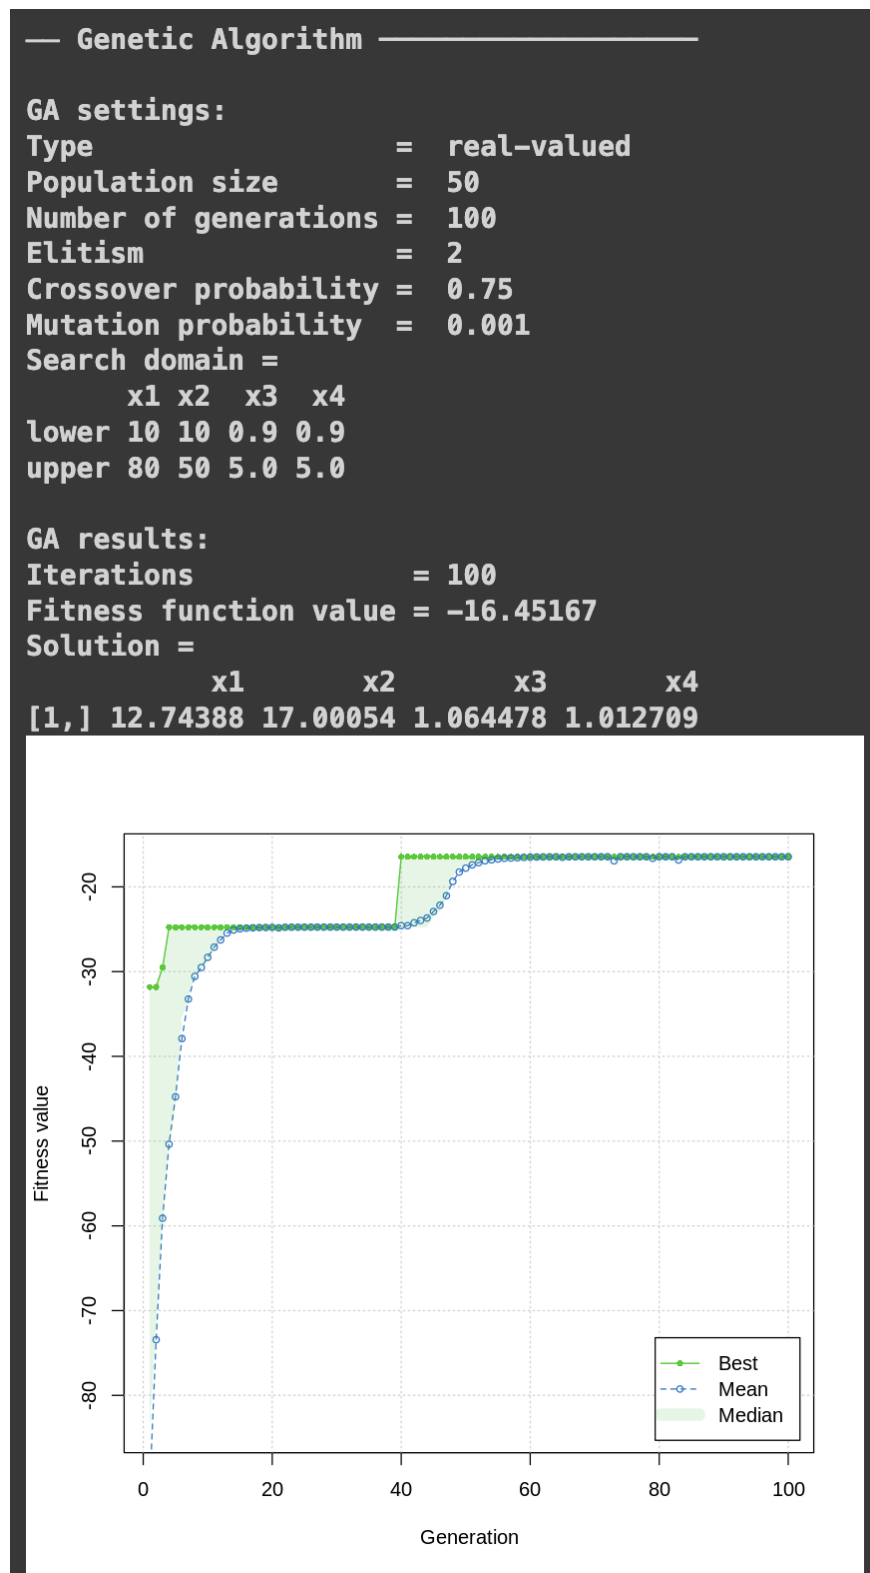 ── Genetic Algorithm ───────────────────
GA settings:
Type                  =  real-valued
Population size       =  50
Number of generations =  100
Elitism               =  2
Crossover probability =  0.75
Mutation probability  =  0.001
Search domain =
      x1 x2  x3  x4
lower 10 10 0.9 0.9
upper 80 50 5.0 5.0
GA results:
Iterations             = 100
Fitness function value = -16.45167
Solution =
           x1       x2       x3       x4
[1,] 12.74388 17.00054 1.064478 1.012709
-20
-30
-40
-50
-60
-70
-80
Fitness value
Best
Mean
Median
0 20 40 60 80 100
Generation